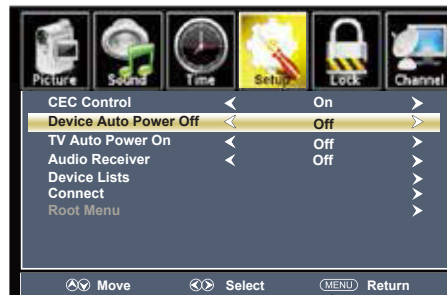 Picture Sound Time Setup Lock Channel
CEC Control On
Device Auto Power Off Off
TV Auto Power On Off
Audio Receiver Off
Device Lists
Connect
Root Menu
Move Select MENU Return